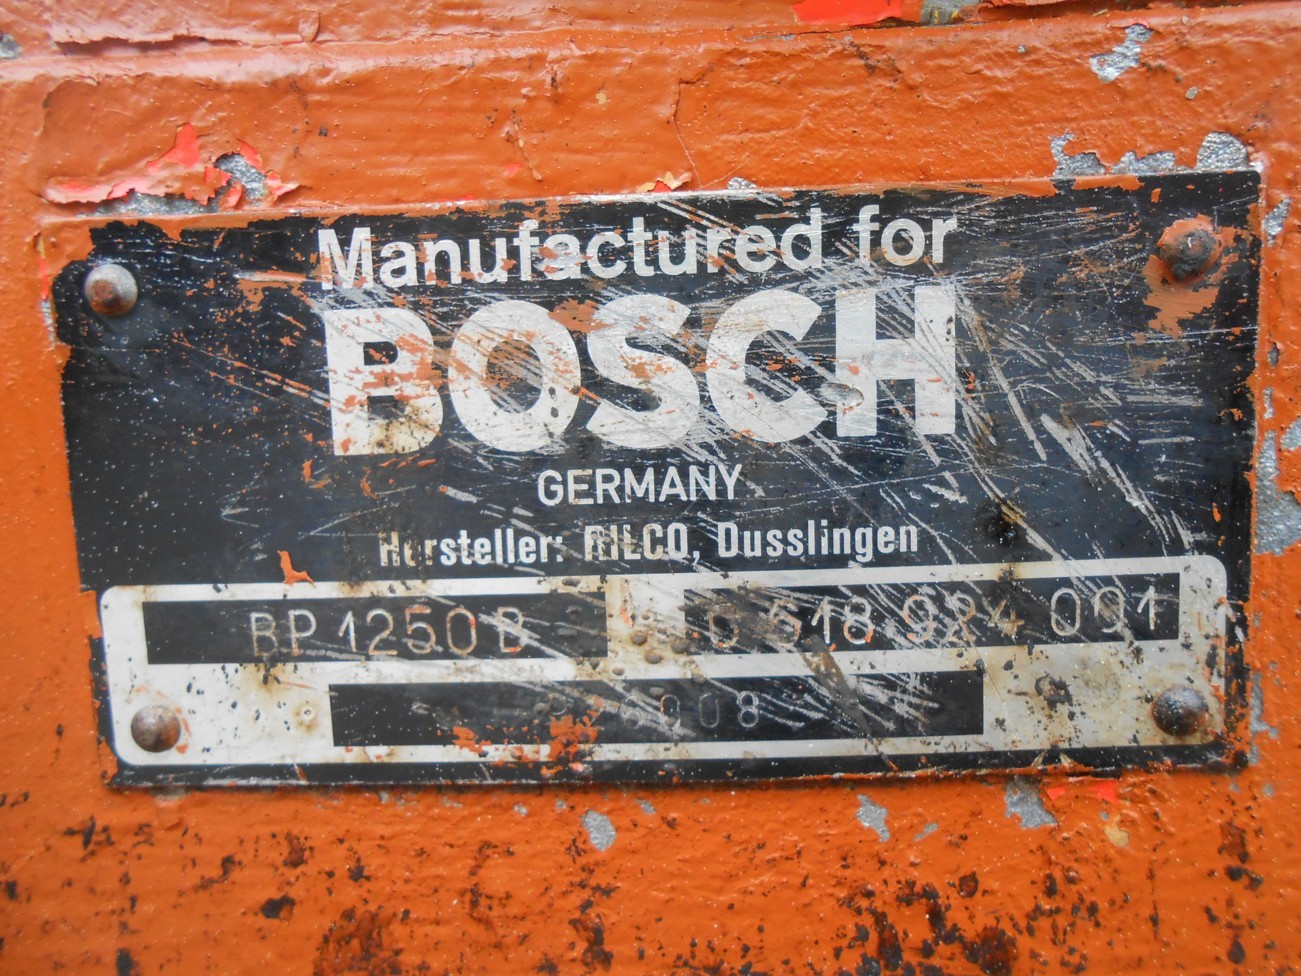 Manufactured for
BOSCH
GERMANY
Hersteller: RILCO, Dusslingen
BP 1250 B
0 618 924 001